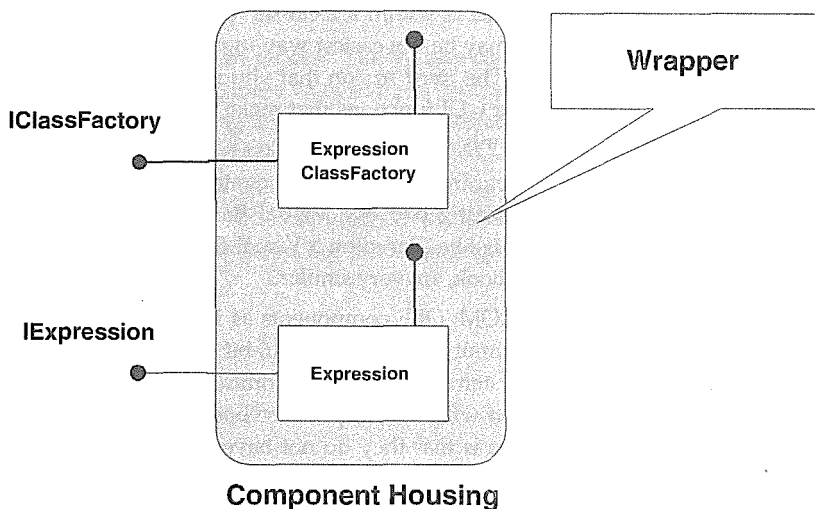 Wrapper
IClassFactory
Expression
ClassFactory
IExpression
Expression
Component Housing